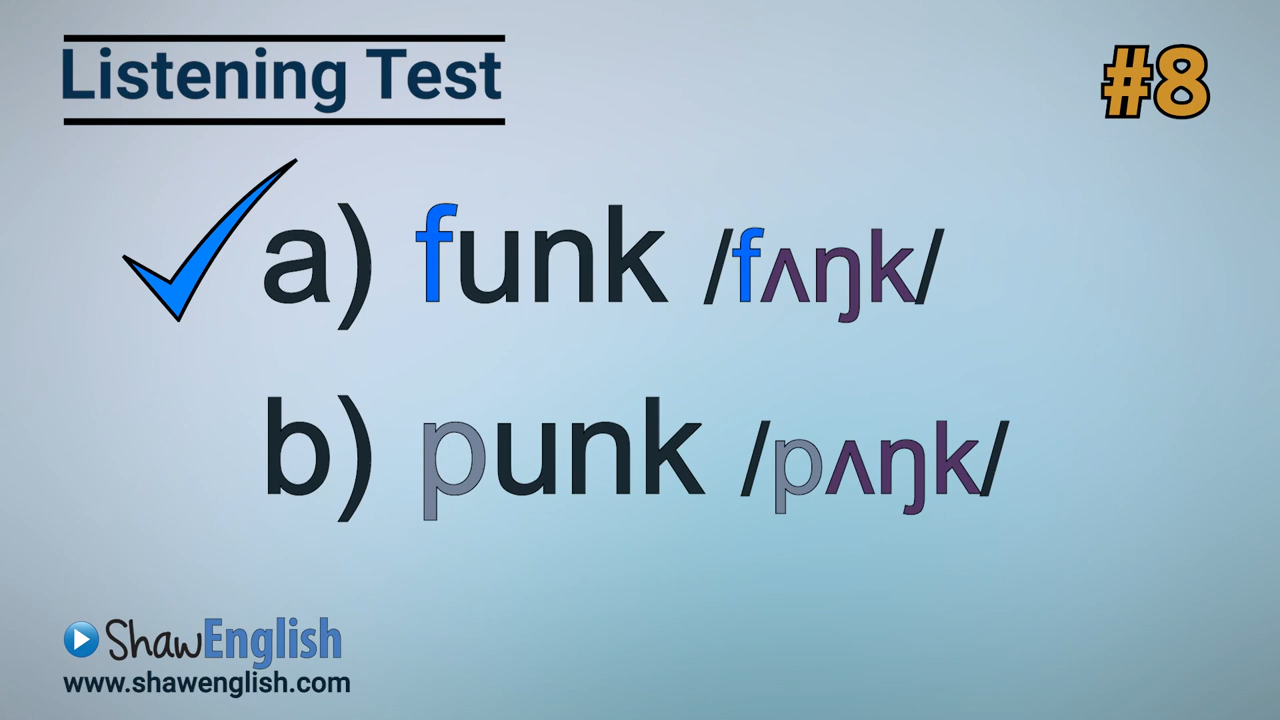 Listening Test
#8
a) funk /fʌŋk/
b) punk /pʌŋk/
ShawEnglish
www.shawenglish.com